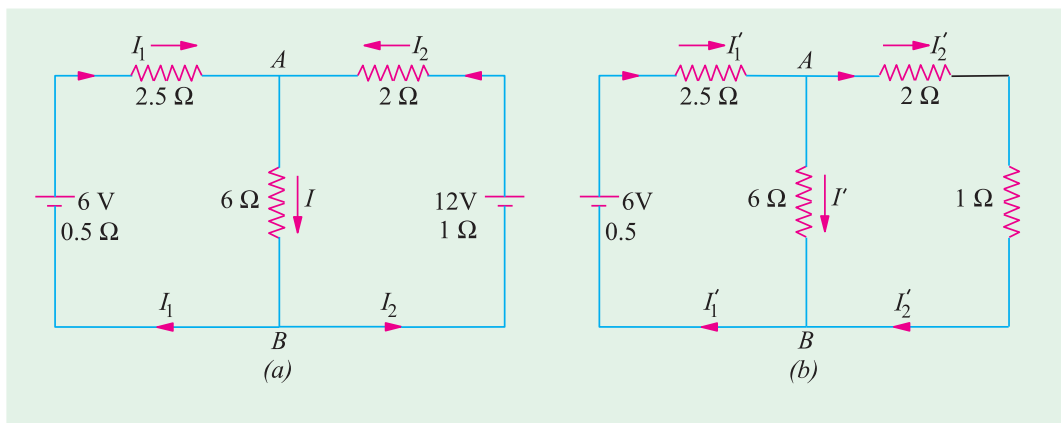 I₁ I₂ I₁′ I₂′
A A
2.5 Ω 2 Ω 2.5 Ω 2 Ω
6 V 6 Ω I 12V 6V 6 Ω I′ 1 Ω
0.5 Ω 1 Ω 0.5
I₁ I₂ I₁′ I₂′
B B
(a) (b)